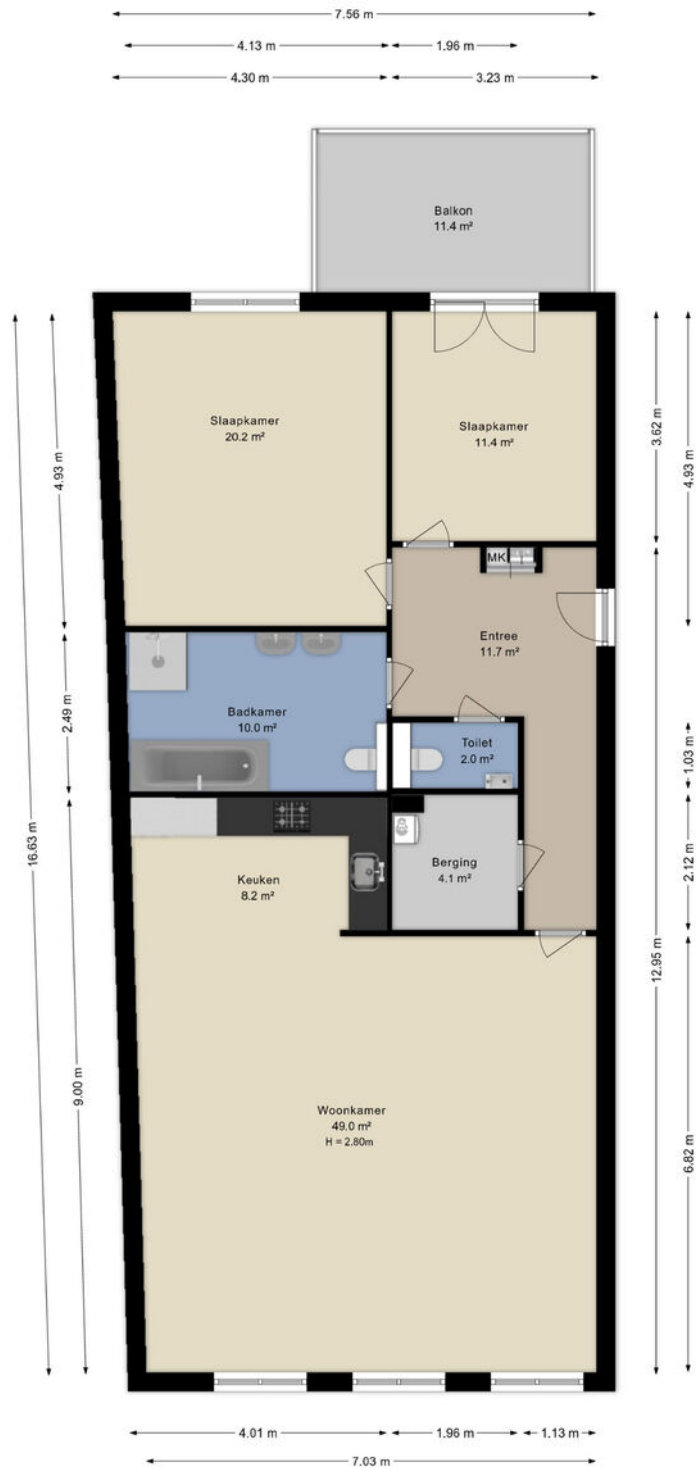 7.56 m
4.13 m
1.96 m
4.30 m
3.23 m
Balkon
11.4 m²
Slaapkamer
20.2 m²
Slaapkamer
11.4 m²
4.93 m
3.62 m
4.93 m
MK
Entree
11.7 m²
Badkamer
10.0 m²
2.49 m
Toilet
2.0 m²
1.03 m
16.63 m
Keuken
8.2 m²
Berging
4.1 m²
2.12 m
12.95 m
9.00 m
Woonkamer
49.0 m²
H = 2.80m
6.82 m
4.01 m
1.96 m
1.13 m
7.03 m